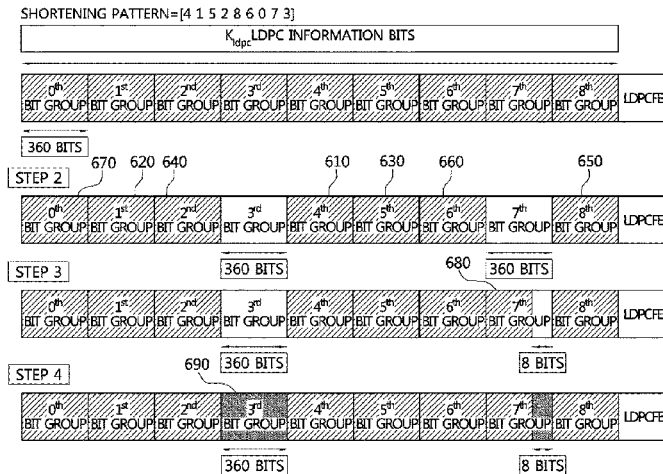 SHORTENING PATTERN=[4 1 5 2 8 6 0 7 3]
KldpcLDPC INFORMATION BITS
0th BIT GROUP 1st BIT GROUP 2nd BIT GROUP 3rd BIT GROUP 4th BIT GROUP 5th BIT GROUP 6th BIT GROUP 7th BIT GROUP 8th BIT GROUP LDPCFE
360 BITS
670 620 640 610 630 660 650
STEP 2
0th BIT GROUP 1st BIT GROUP 2nd BIT GROUP 3rd BIT GROUP 4th BIT GROUP 5th BIT GROUP 6th BIT GROUP 7th BIT GROUP 8th BIT GROUP LDPCFE
360 BITS 360 BITS
STEP 3
680
0th BIT GROUP 1st BIT GROUP 2nd BIT GROUP 3rd BIT GROUP 4th BIT GROUP 5th BIT GROUP 6th BIT GROUP 7th BIT GROUP 8th BIT GROUP LDPCFE
360 BITS 8 BITS
STEP 4
690
0th BIT GROUP 1st BIT GROUP 2nd BIT GROUP 3rd BIT GROUP 4th BIT GROUP 5th BIT GROUP 6th BIT GROUP 7th BIT GROUP 8th BIT GROUP LDPCFE
360 BITS 8 BITS